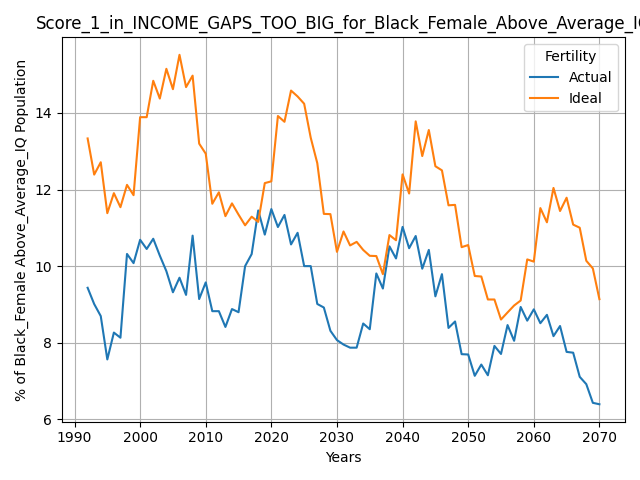 Score_1_in_INCOME_GAPS_TOO_BIG_for_Black_Female_Above_Average_I
Fertility
Actual
Ideal
% of Black_Female Above_Average_IQ Population
14
12
10
8
6
1990
2000
2010
2020
2030
2040
2050
2060
2070
Years